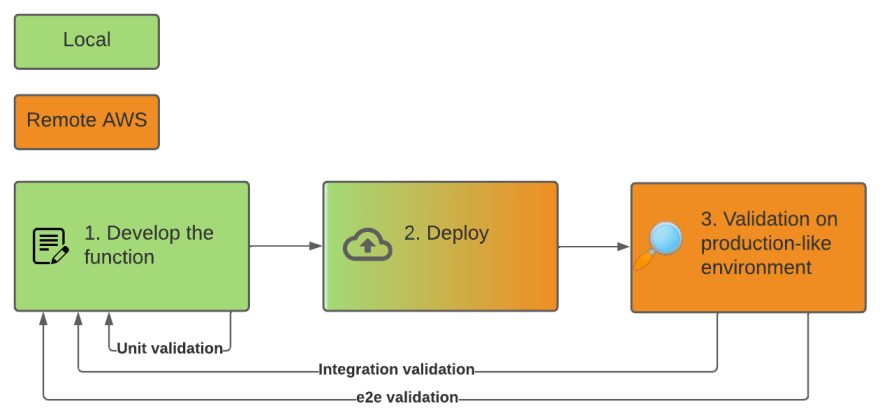 Local
Remote AWS
1. Develop the
function
2. Deploy
3. Validation on
production-like
environment
Unit validation
Integration validation
e2e validation